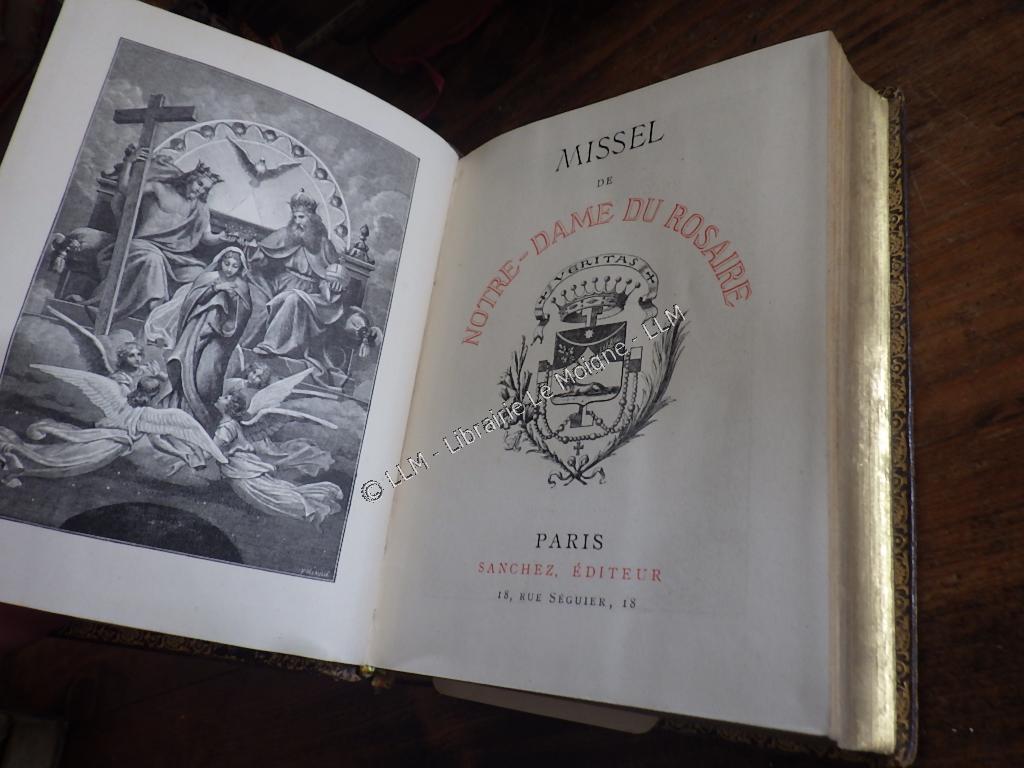 MISSEL
DE
NOTRE-DAME DU ROSAIRE
VERITAS
© LLM - Librairie Le Moigne - LLM
PARIS
SANCHEZ, ÉDITEUR
18, RUE SÉGUIER, 18